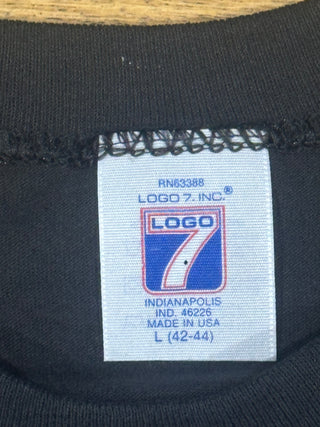 RN63388
LOGO 7. INC.®
LOGO
7
INDIANAPOLIS
IND. 46226
MADE IN USA
L (42-44)